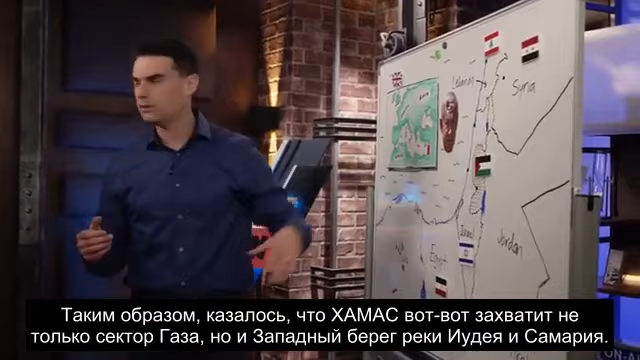 Lebanon
Syria
Israel
Jordan
Egypt
Таким образом, казалось, что ХАМАС вот-вот захватит не
только сектор Газа, но и Западный берег реки Иудея и Самария.